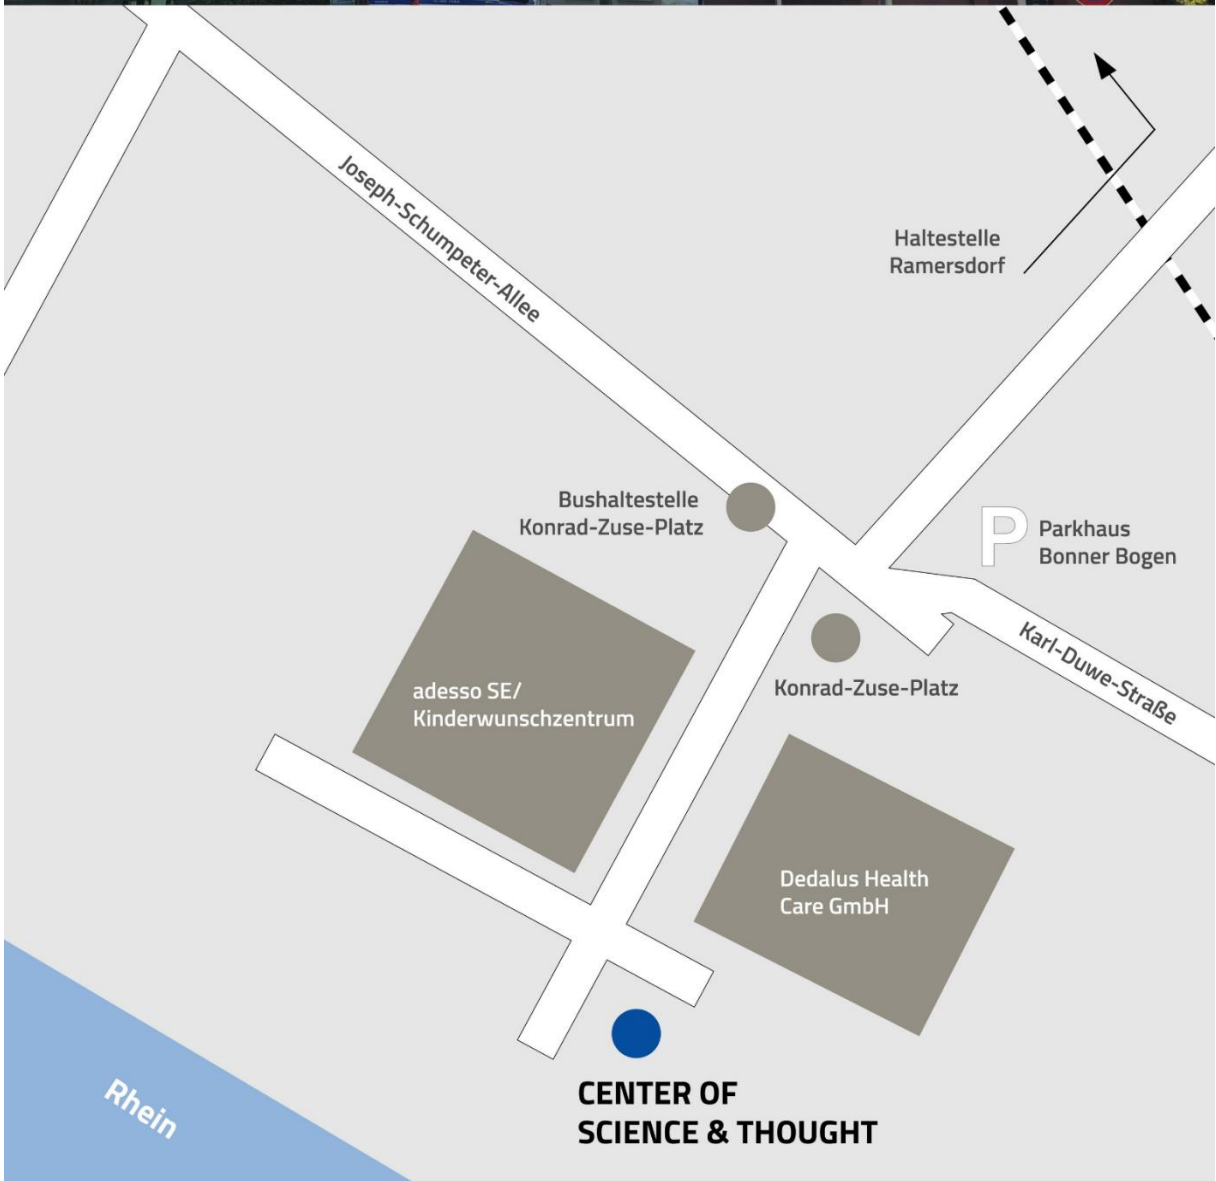 Joseph-Schumpeter-Allee
Haltestelle
Ramersdorf
Bushaltestelle
Konrad-Zuse-Platz
P
Parkhaus
Bonner Bogen
Karl-Duwe-Straße
Konrad-Zuse-Platz
adesso SE/
Kinderwunschzentrum
Dedalus Health
Care GmbH
CENTER OF
SCIENCE & THOUGHT
Rhein